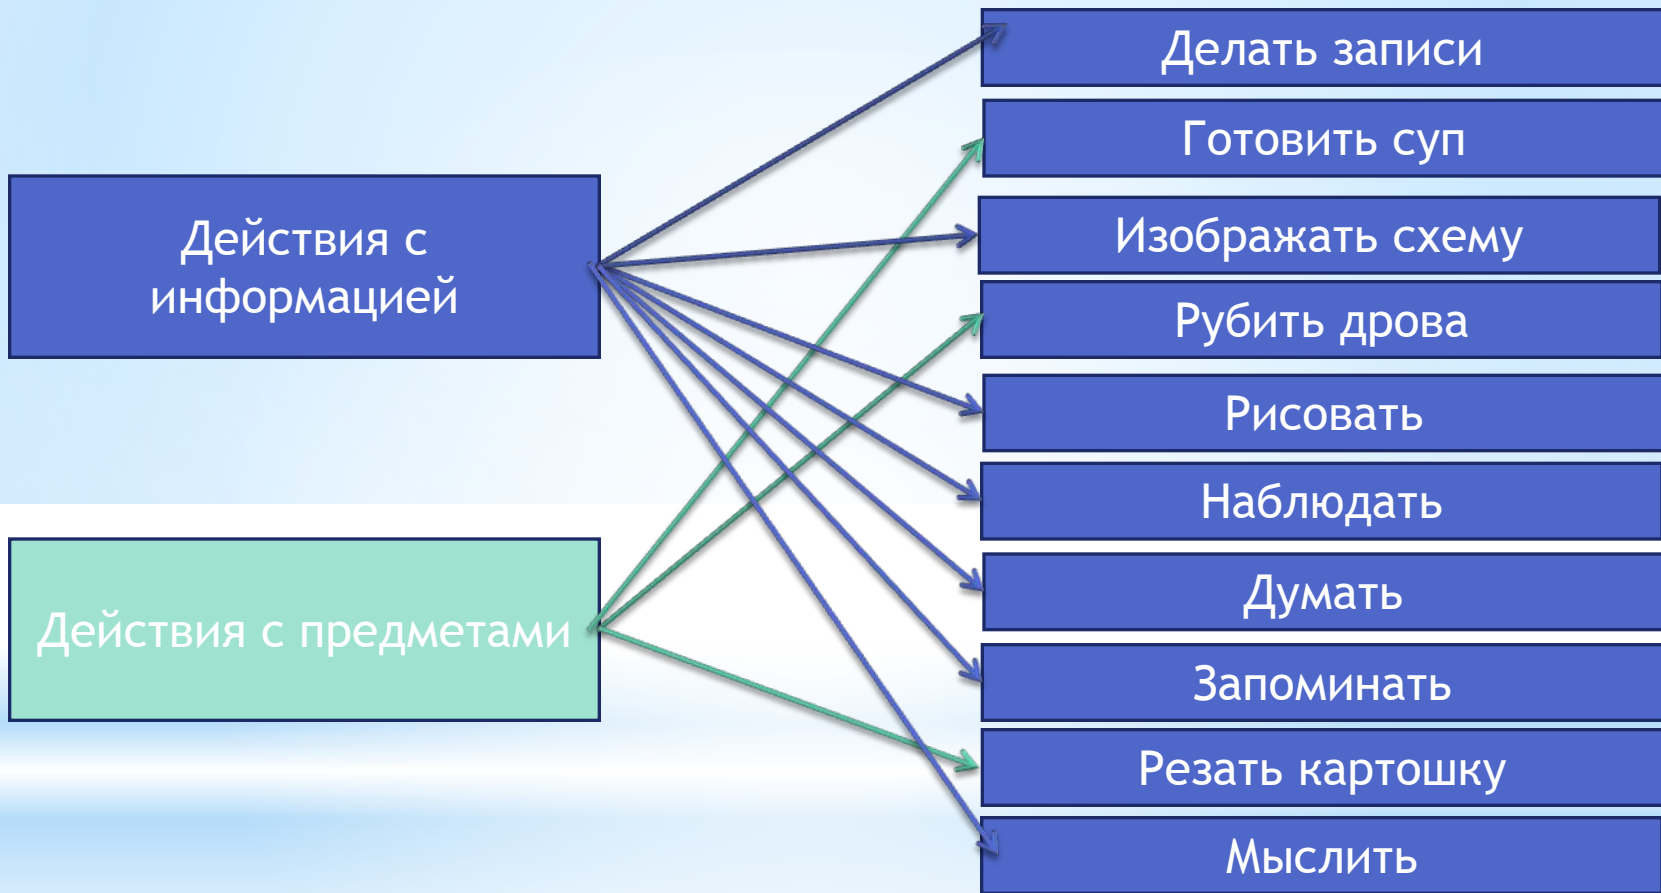 Действия с
информацией
Действия с предметами
Делать записи
Готовить суп
Изображать схему
Рубить дрова
Рисовать
Наблюдать
Думать
Запоминать
Резать картошку
Мыслить